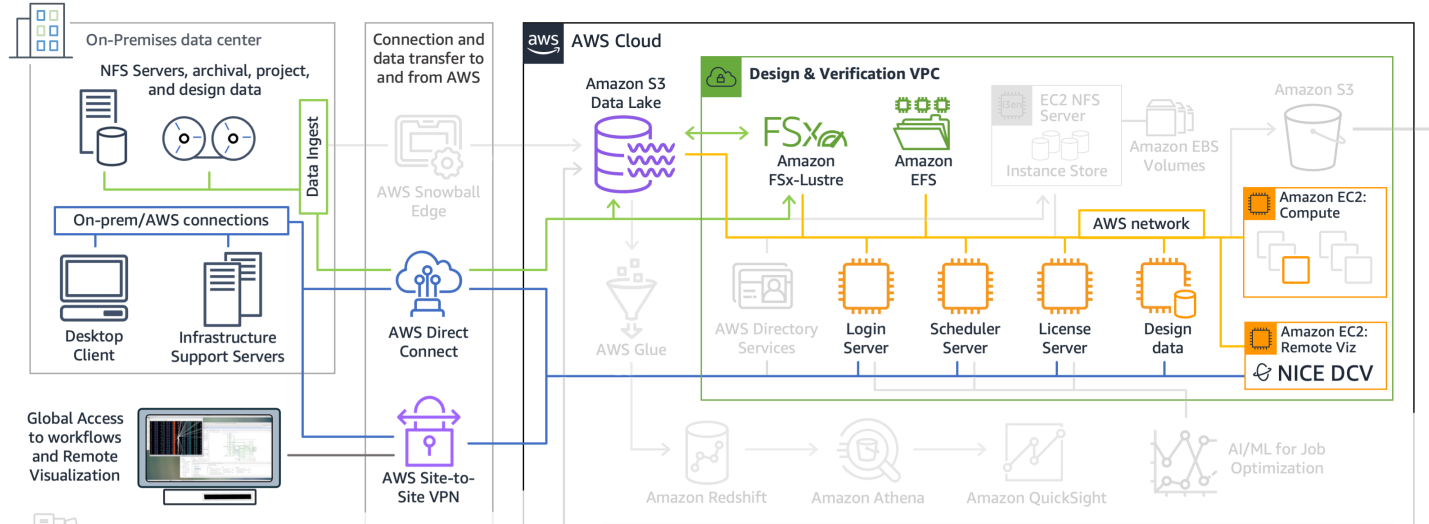 On-Premises data center
NFS Servers, archival, project,
and design data
Data Ingest
On-prem/AWS connections
Desktop
Client
Infrastructure
Support Servers
Global Access
to workflows
and Remote
Visualization
Connection and
data transfer to
and from AWS
AWS Snowball
Edge
AWS Direct
Connect
AWS Site-to-
Site VPN
aws
AWS Cloud
Amazon S3
Data Lake
AWS Glue
Design & Verification VPC
FSx
Amazon
FSx-Lustre
Amazon
EFS
I3en
EC2 NFS
Server
Instance Store
Amazon EBS
Volumes
Amazon S3
AWS network
Amazon EC2:
Compute
AWS Directory
Services
Login
Server
Scheduler
Server
License
Server
Design
data
Amazon EC2:
Remote Viz
NICE DCV
Amazon Redshift
Amazon Athena
Amazon QuickSight
AI/ML for Job
Optimization